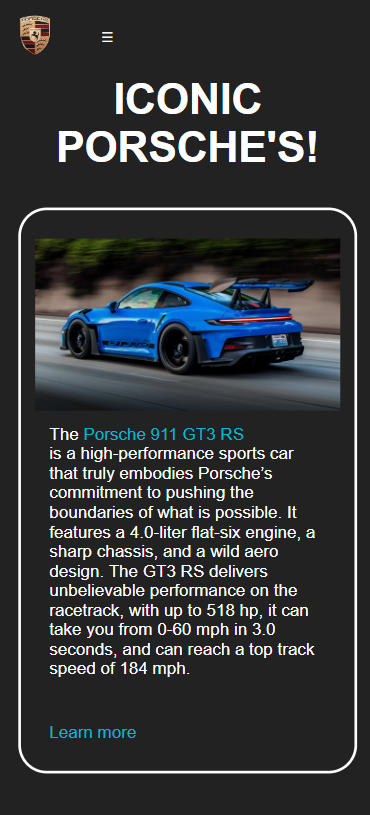 PORSCHE
☰
ICONIC
PORSCHE'S!
The Porsche 911 GT3 RS
is a high-performance sports car
that truly embodies Porsche’s
commitment to pushing the
boundaries of what is possible. It
features a 4.0-liter flat-six engine, a
sharp chassis, and a wild aero
design. The GT3 RS delivers
unbelievable performance on the
racetrack, with up to 518 hp, it can
take you from 0-60 mph in 3.0
seconds, and can reach a top track
speed of 184 mph.
Learn more